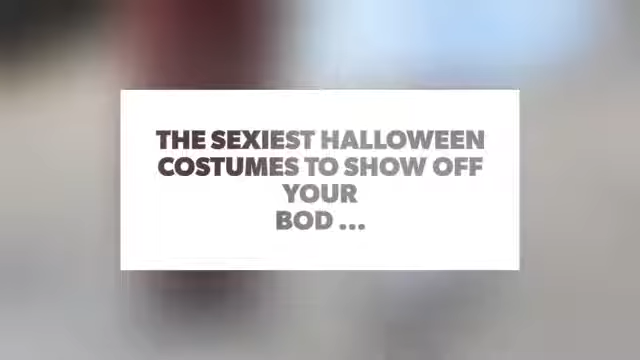 THE SEXIEST HALLOWEEN
COSTUMES TO SHOW OFF
YOUR
BOD ...